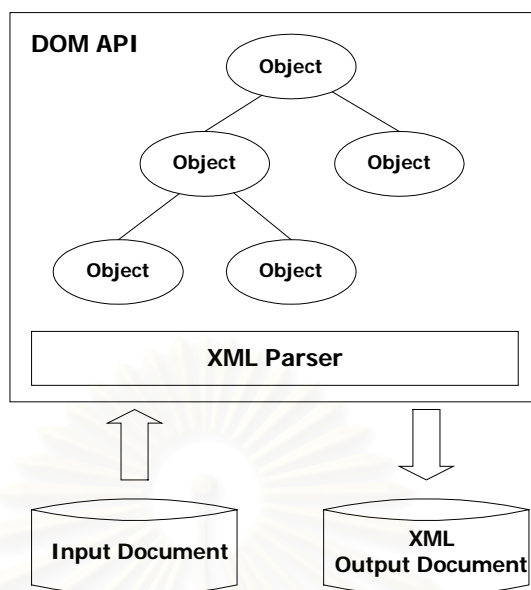 DOM API
Object
Object
Object
Object
Object
XML Parser
Input Document
XML
Output Document